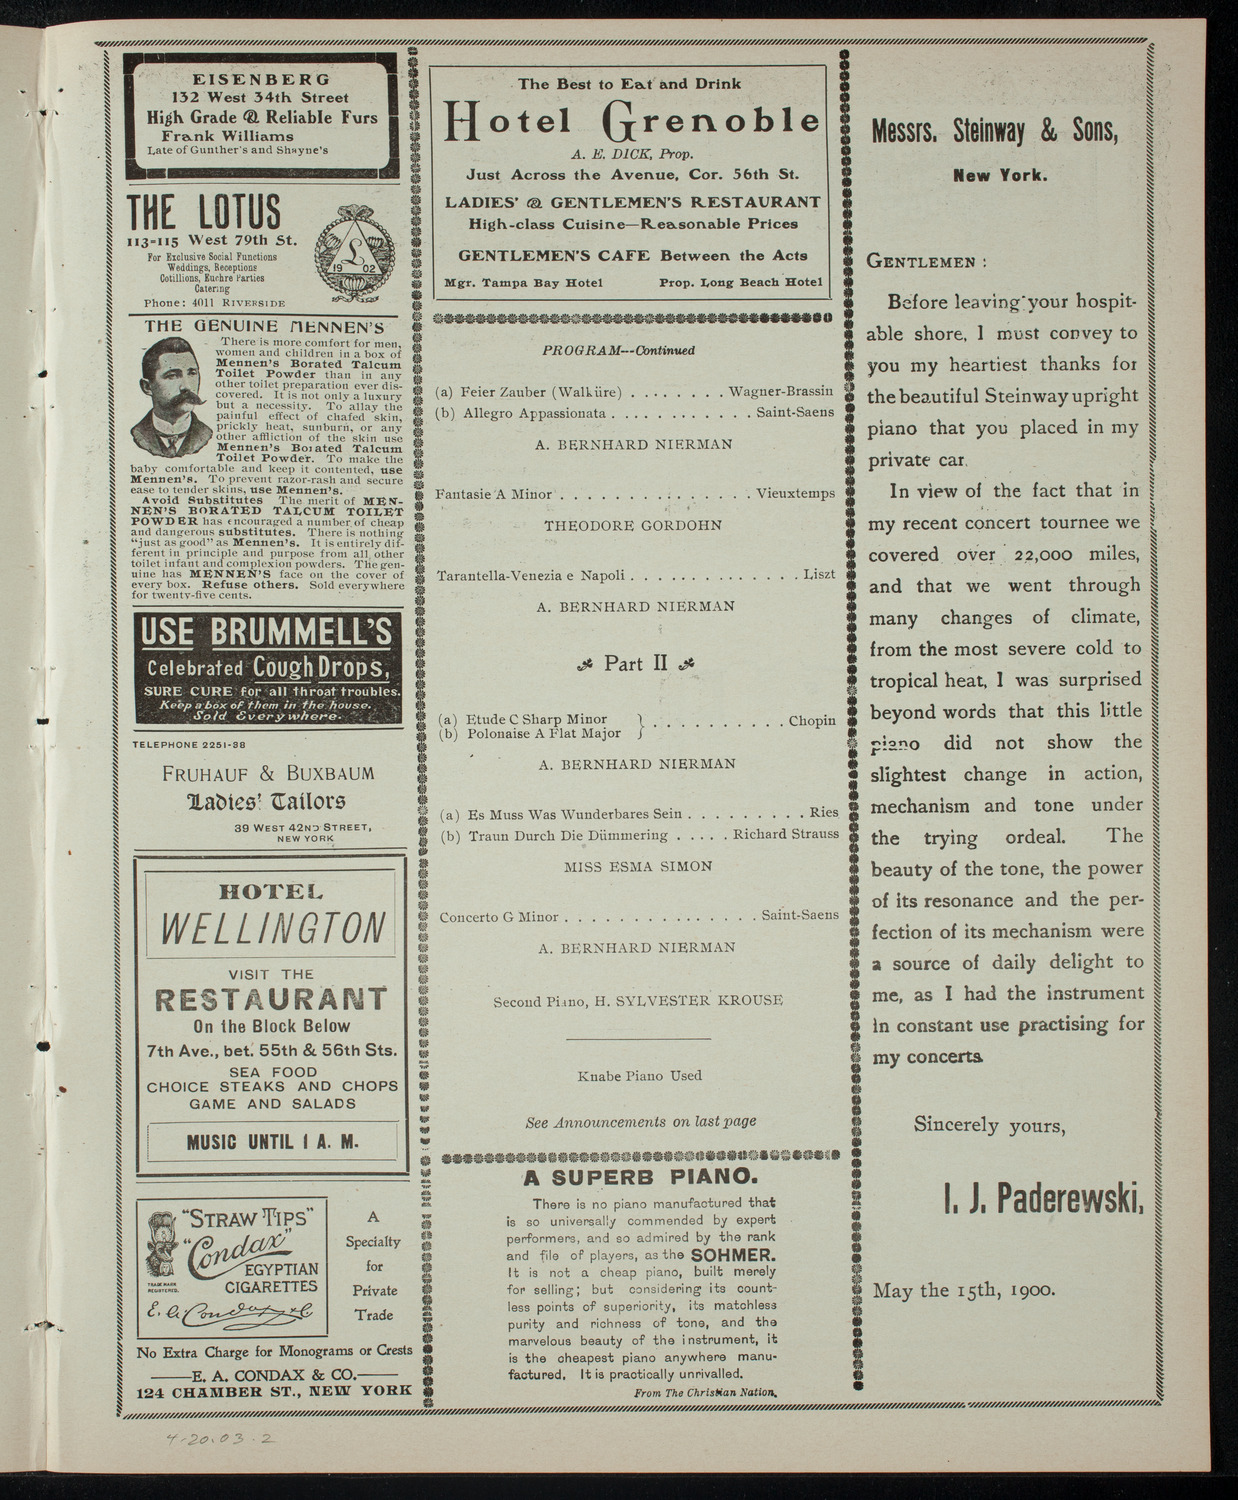 EISENBERG
132 West 34th Street
High Grade & Reliable Furs
Frank Williams
Late of Gunther's and Shayne's
THE LOTUS
113-115 West 79th St.
For Exclusive Social Functions
Weddings, Receptions
Cotillions, Euchre Parties
Catering
Phone: 4011 RIVERSIDE
L
19 02
THE GENUINE MENNEN'S
There is more comfort for men,
women and children in a box of
Mennen's Borated Talcum
Toilet Powder than in any
other toilet preparation ever dis-
covered. It is not only a luxury
but a necessity. To allay the
painful effect of chafed skin,
prickly heat, sunburn, or any
other affliction of the skin use
Mennen's Borated Talcum
Toilet Powder. To make the
baby comfortable and keep it contented, use
Mennen's. To prevent razor-rash and secure
ease to tender skins, use Mennen's.
Avoid Substitutes The merit of MEN-
NEN'S BORATED TALCUM TOILET
POWDER has encouraged a number of cheap
and dangerous substitutes. There is nothing
"just as good" as Mennen's. It is entirely dif-
ferent in principle and purpose from all other
toilet infant and complexion powders. The gen-
uine has MENNEN'S face on the cover of
every box. Refuse others. Sold everywhere
for twenty-five cents.
USE BRUMMELL'S
Celebrated Cough Drops,
SURE CURE for all throat troubles.
Keep a box of them in the house.
Sold Everywhere.
TELEPHONE 2251-38
FRUHAUF & BUXBAUM
Ladies' Tailors
39 WEST 42ND STREET,
NEW YORK
HOTEL
WELLINGTON
VISIT THE
RESTAURANT
On the Block Below
7th Ave., bet. 55th & 56th Sts.
SEA FOOD
CHOICE STEAKS AND CHOPS
GAME AND SALADS
MUSIC UNTIL 1 A. M.
"STRAW TIPS"
"Condax"
EGYPTIAN
CIGARETTES
TRADE MARK
REGISTERED.
E. A. Condax & Co
A
Specialty
for
Private
Trade
No Extra Charge for Monograms or Crests
E. A. CONDAX & CO.
124 CHAMBER ST., NEW YORK
4-20.03-2
The Best to Eat and Drink
Hotel Grenoble
A. E. DICK, Prop.
Just Across the Avenue, Cor. 56th St.
LADIES' & GENTLEMEN'S RESTAURANT
High-class Cuisine—Reasonable Prices
GENTLEMEN'S CAFE Between the Acts
Mgr. Tampa Bay Hotel Prop. Long Beach Hotel
PROGRAM---Continued
(a) Feier Zauber (Walküre) . . . . . . . . Wagner-Brassin
(b) Allegro Appassionata . . . . . . . . . . . . Saint-Saens
A. BERNHARD NIERMAN
Fantasie A Minor . . . . . . . . . . . . . . . Vieuxtemps
THEODORE GORDOHN
Tarantella-Venezia e Napoli . . . . . . . . . . . . . . Liszt
A. BERNHARD NIERMAN
Part II
(a) Etude C Sharp Minor
(b) Polonaise A Flat Major } . . . . . . . . . . . Chopin
A. BERNHARD NIERMAN
(a) Es Muss Was Wunderbares Sein . . . . . . . . . Ries
(b) Traun Durch Die Dümmering . . . . . Richard Strauss
MISS ESMA SIMON
Concerto G Minor . . . . . . . . . . . . . . . Saint-Saens
A. BERNHARD NIERMAN
Second Piano, H. SYLVESTER KROUSE
Knabe Piano Used
See Announcements on last page
A SUPERB PIANO.
There is no piano manufactured that
is so universally commended by expert
performers, and so admired by the rank
and file of players, as the SOHMER.
It is not a cheap piano, built merely
for selling; but considering its count-
less points of superiority, its matchless
purity and richness of tone, and the
marvelous beauty of the instrument, it
is the cheapest piano anywhere manu-
factured. It is practically unrivalled.
From The Christian Nation.
Messrs. Steinway & Sons,
New York.
GENTLEMEN :
Before leaving your hospit-
able shore, I must convey to
you my heartiest thanks for
the beautiful Steinway upright
piano that you placed in my
private car.
In view of the fact that in
my recent concert tournee we
covered over 22,000 miles,
and that we went through
many changes of climate,
from the most severe cold to
tropical heat, I was surprised
beyond words that this little
piano did not show the
slightest change in action,
mechanism and tone under
the trying ordeal. The
beauty of the tone, the power
of its resonance and the per-
fection of its mechanism were
a source of daily delight to
me, as I had the instrument
in constant use practising for
my concerts.
Sincerely yours,
I. J. Paderewski,
May the 15th, 1900.